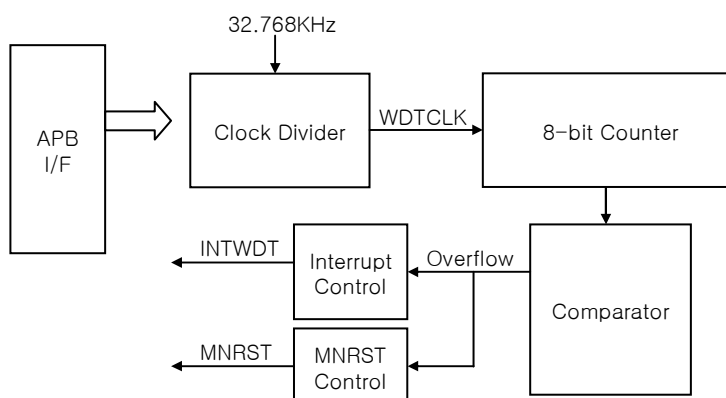 32.768KHz
APB
I/F
Clock Divider
WDTCLK
8-bit Counter
INTWDT
Interrupt
Control
Overflow
Comparator
MNRST
MNRST
Control